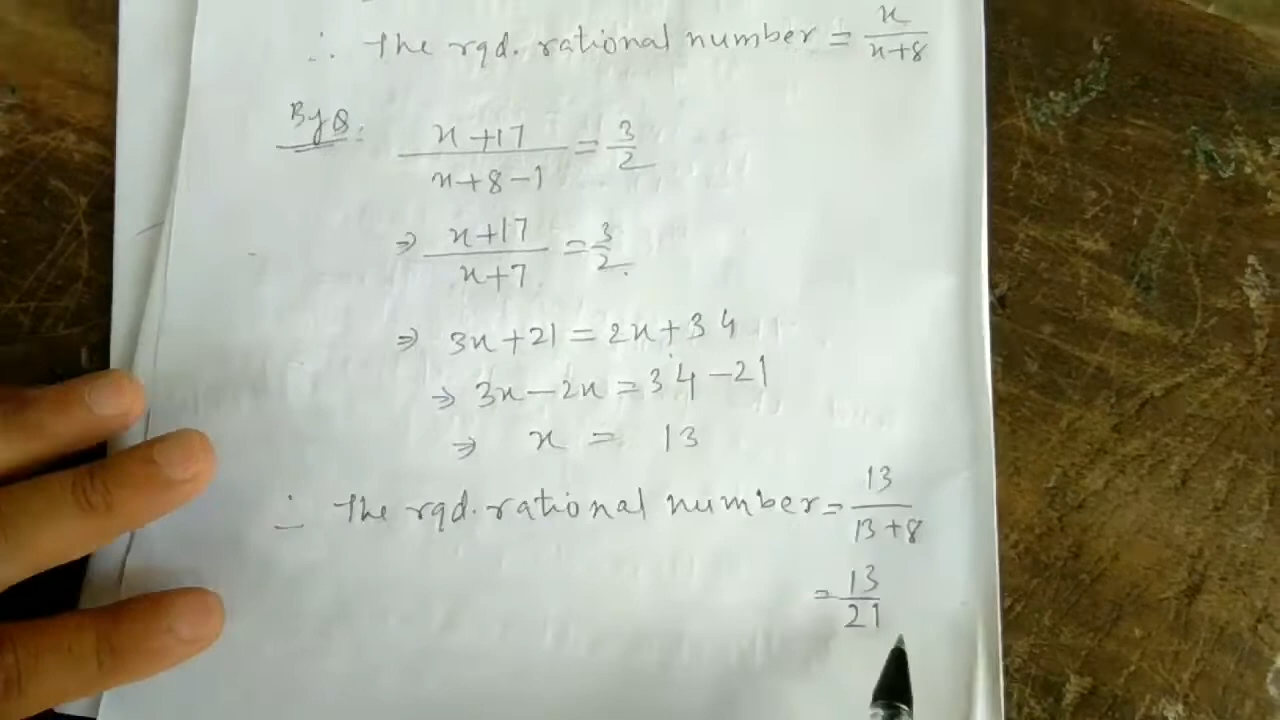 ∴ The rqd. rational number = x/(x+8)
By Q: (x+17)/(x+8-1) = 3/2
⇒ (x+17)/(x+7) = 3/2
⇒ 3x+21 = 2x+34
⇒ 3x-2x = 34-21
⇒ x = 13
∴ The rqd. rational number = 13/(13+8)
= 13/21